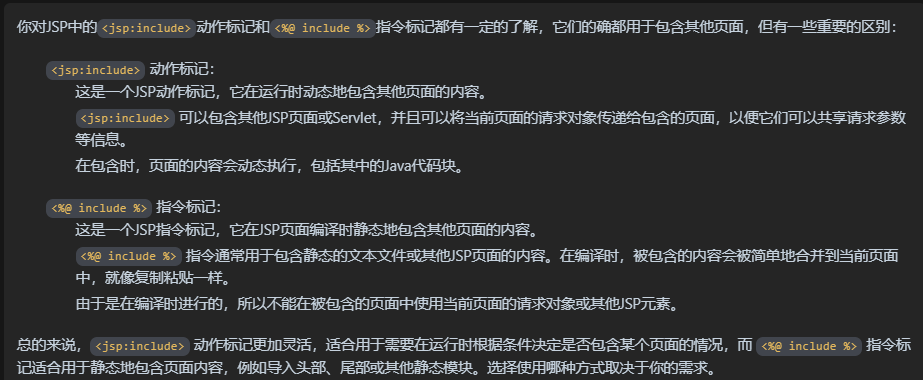 你对JSP中的<jsp:include>动作标记和<%@ include %>指令标记都有一定的了解，它们的确都用于包含其他页面，但有一些重要的区别：
<jsp:include> 动作标记：
这是一个JSP动作标记，它在运行时动态地包含其他页面的内容。
<jsp:include> 可以包含其他JSP页面或Servlet，并且可以将当前页面的请求对象传递给包含的页面，以便它们可以共享请求参数
等信息。
在包含时，页面的内容会动态执行，包括其中的Java代码块。
<%@ include %> 指令标记：
这是一个JSP指令标记，它在JSP页面编译时静态地包含其他页面的内容。
<%@ include %> 指令通常用于包含静态的文本文件或其他JSP页面的内容。在编译时，被包含的内容会被简单地合并到当前页面
中，就像复制粘贴一样。
由于是在编译时进行的，所以不能在被包含的页面中使用当前页面的请求对象或其他JSP元素。
总的来说，<jsp:include> 动作标记更加灵活，适合用于需要在运行时根据条件决定是否包含某个页面的情况，而 <%@ include %> 指令标
记适合用于静态地包含页面内容，例如导入头部、尾部或其他静态模块。选择使用哪种方式取决于你的需求。